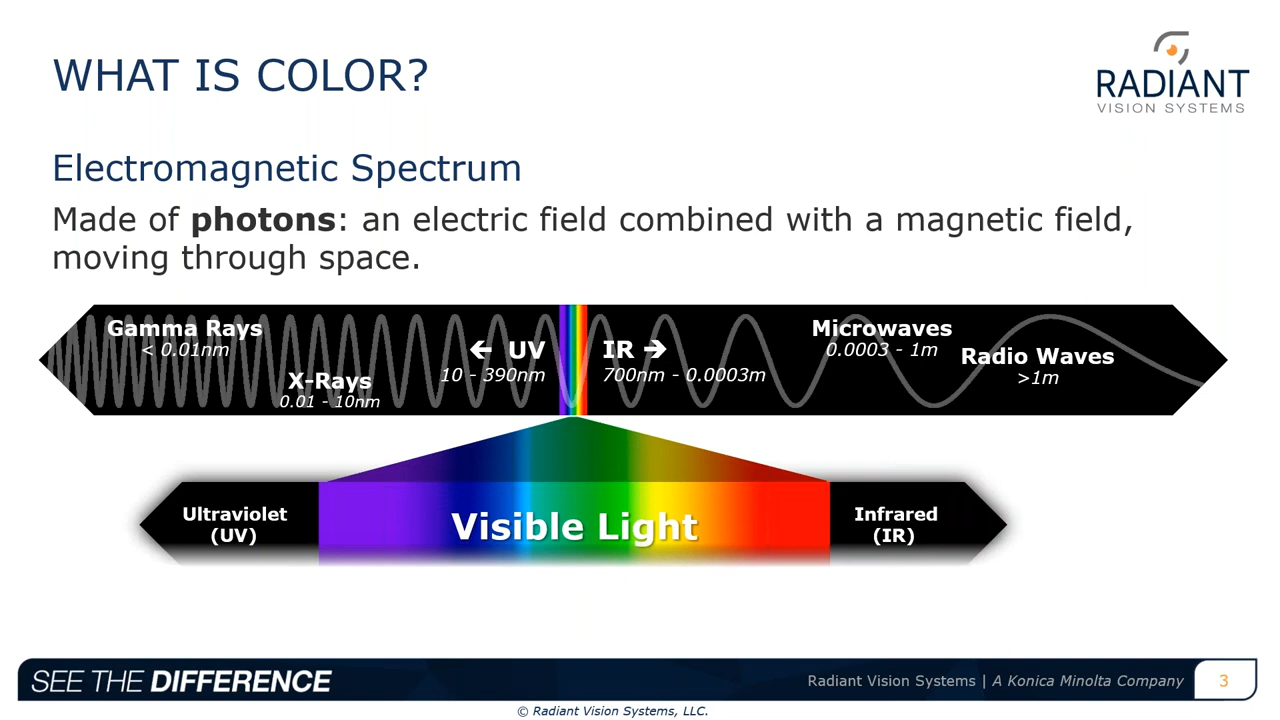 WHAT IS COLOR?
RADIANT
VISION SYSTEMS
Electromagnetic Spectrum
Made of photons: an electric field combined with a magnetic field,
moving through space.
Gamma Rays
< 0.01nm
X-Rays
0.01 - 10nm
← UV
10 - 390nm
IR →
700nm - 0.0003m
Microwaves
0.0003 - 1m
Radio Waves
>1m
Ultraviolet
(UV)
Visible Light
Infrared
(IR)
SEE THE DIFFERENCE
Radiant Vision Systems | A Konica Minolta Company
3
© Radiant Vision Systems, LLC.